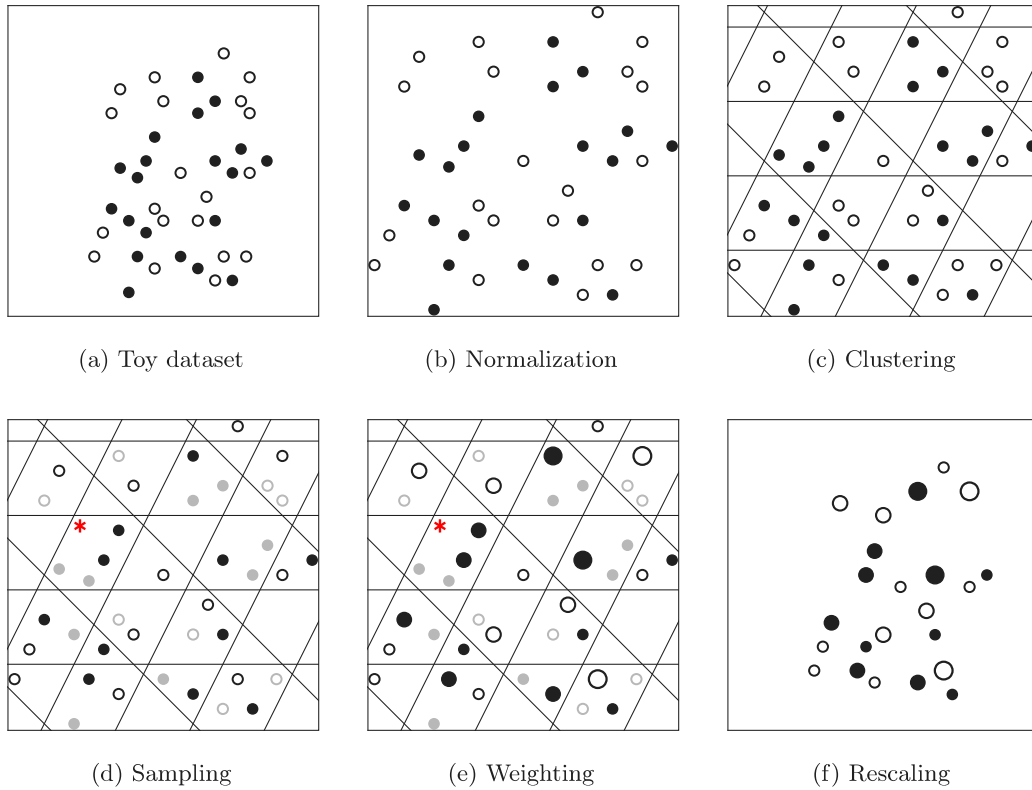 (a) Toy dataset
(b) Normalization
(c) Clustering
(d) Sampling
(e) Weighting
(f) Rescaling